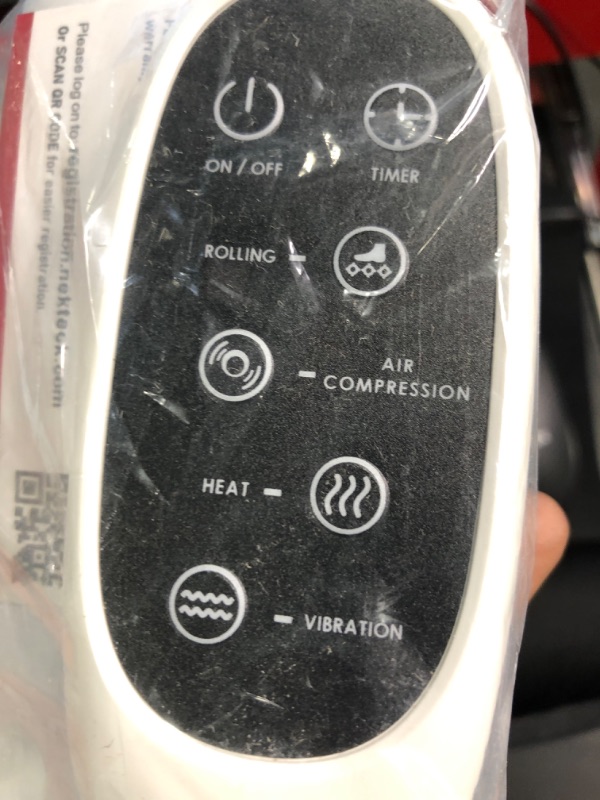 ON / OFF
TIMER
ROLLING
AIR
COMPRESSION
HEAT
VIBRATION
Please log on to registration.nekteck.com
Or SCAN QR CODE for easier registration.